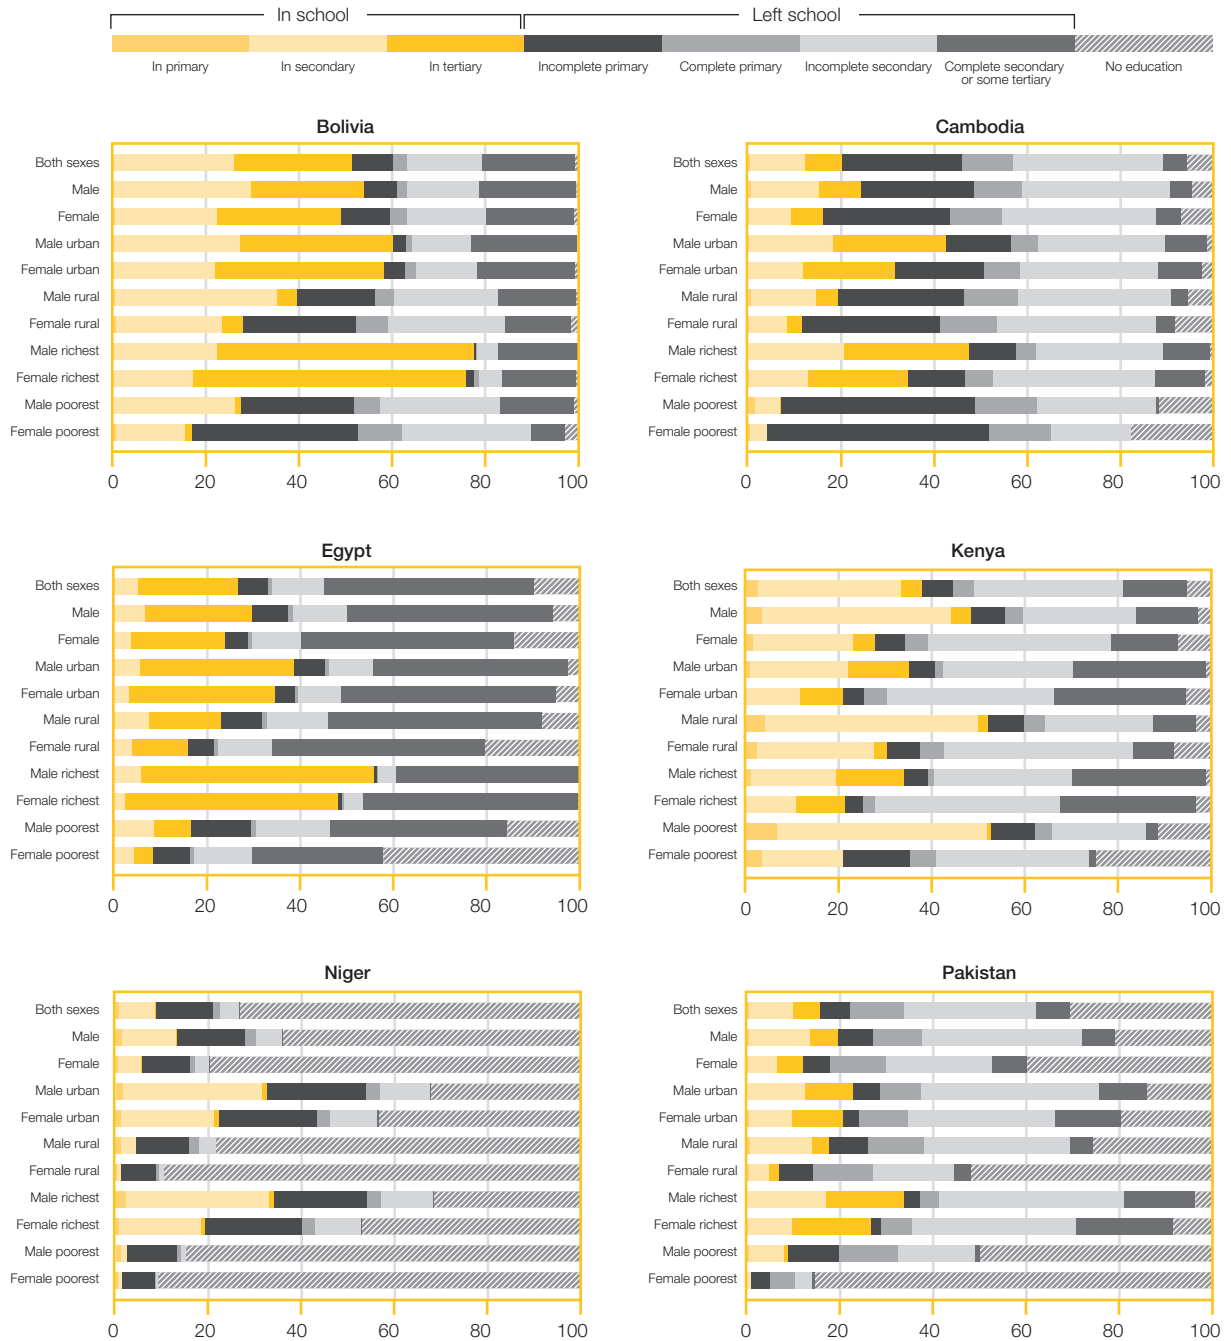 In school
Left school
In primary
In secondary
In tertiary
Incomplete primary
Complete primary
Incomplete secondary
Complete secondary
or some tertiary
No education
Bolivia
Both sexes
Male
Female
Male urban
Female urban
Male rural
Female rural
Male richest
Female richest
Male poorest
Female poorest
0 20 40 60 80 100
Cambodia
Both sexes
Male
Female
Male urban
Female urban
Male rural
Female rural
Male richest
Female richest
Male poorest
Female poorest
0 20 40 60 80 100
Egypt
Both sexes
Male
Female
Male urban
Female urban
Male rural
Female rural
Male richest
Female richest
Male poorest
Female poorest
0 20 40 60 80 100
Kenya
Both sexes
Male
Female
Male urban
Female urban
Male rural
Female rural
Male richest
Female richest
Male poorest
Female poorest
0 20 40 60 80 100
Niger
Both sexes
Male
Female
Male urban
Female urban
Male rural
Female rural
Male richest
Female richest
Male poorest
Female poorest
0 20 40 60 80 100
Pakistan
Both sexes
Male
Female
Male urban
Female urban
Male rural
Female rural
Male richest
Female richest
Male poorest
Female poorest
0 20 40 60 80 100